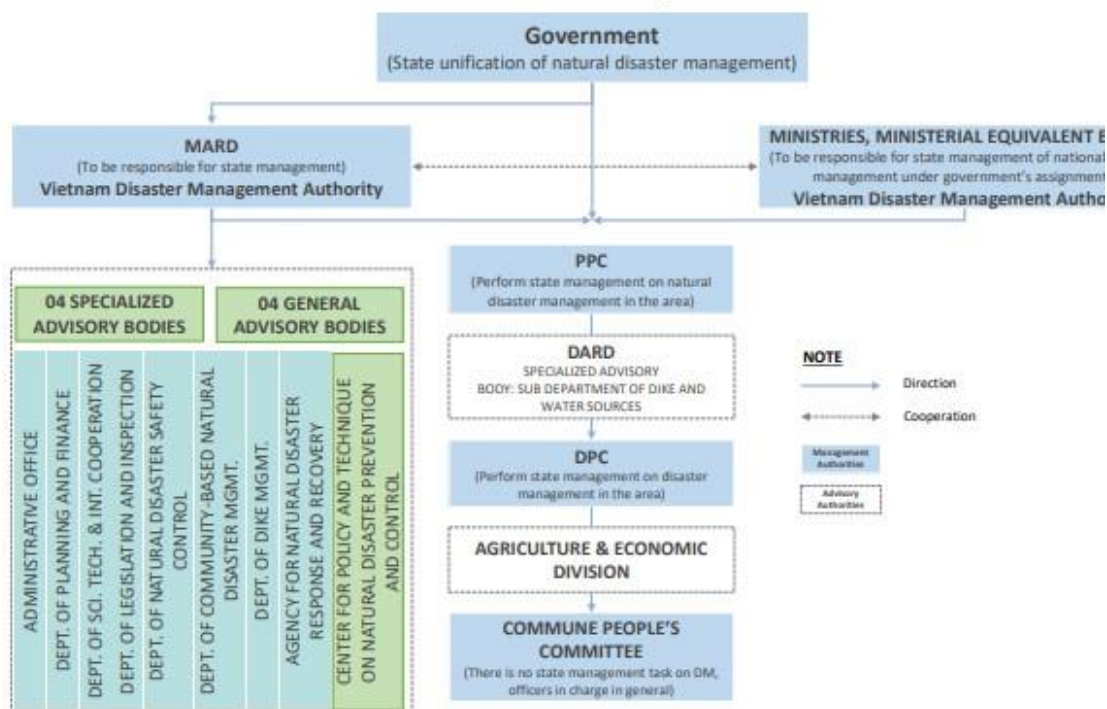 Government
(State unification of natural disaster management)
MARD
(To be responsible for state management)
Vietnam Disaster Management Authority
MINISTRIES, MINISTERIAL EQUIVALENT
(To be responsible for state management of national
management under government's assignment
Vietnam Disaster Management
04 SPECIALIZED
ADVISORY BODIES
04 GENERAL
ADVISORY BODIES
ADMINISTRATIVE OFFICE
DEPT. OF PLANNING AND FINANCE
DEPT. OF SCI. TECH. & INT. COOPERATION
DEPT. OF LEGISLATION AND INSPECTION
DEPT. OF NATURAL DISASTER SAFETY
CONTROL
DEPT. OF COMMUNITY-BASED NATURAL
DISASTER MGMT.
DEPT. OF DIKE MGMT.
AGENCY FOR NATURAL DISASTER
RESPONSE AND RECOVERY
CENTER FOR POLICY AND TECHNIQUE
ON NATURAL DISASTER PREVENTION
AND CONTROL
PPC
(Perform state management on natural
disaster management in the area)
DARD
SPECIALIZED ADVISORY
BODY: SUB DEPARTMENT OF DIKE AND
WATER SOURCES
DPC
(Perform state management on disaster
management in the area)
AGRICULTURE & ECONOMIC
DIVISION
COMMUNE PEOPLE'S
COMMITTEE
(There is no state management task on DM,
officers in charge in general)
NOTE
Direction
Cooperation
Management
Authorities
Advisory
Authorities